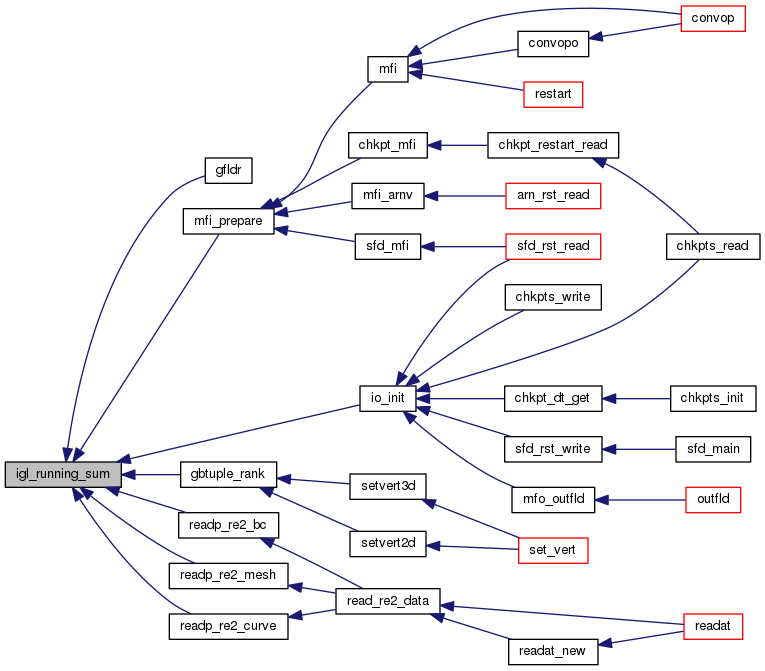 convop
convopo
mfi
restart
chkpt_mfi
chkpt_restart_read
gfldr
mfi_arnv
arn_rst_read
mfi_prepare
sfd_mfi
sfd_rst_read
chkpts_read
chkpts_write
io_init
chkpt_dt_get
chkpts_init
sfd_rst_write
sfd_main
igl_running_sum
gbtuple_rank
setvert3d
mfo_outfld
outfld
readp_re2_bc
setvert2d
set_vert
readp_re2_mesh
read_re2_data
readp_re2_curve
readat
readat_new